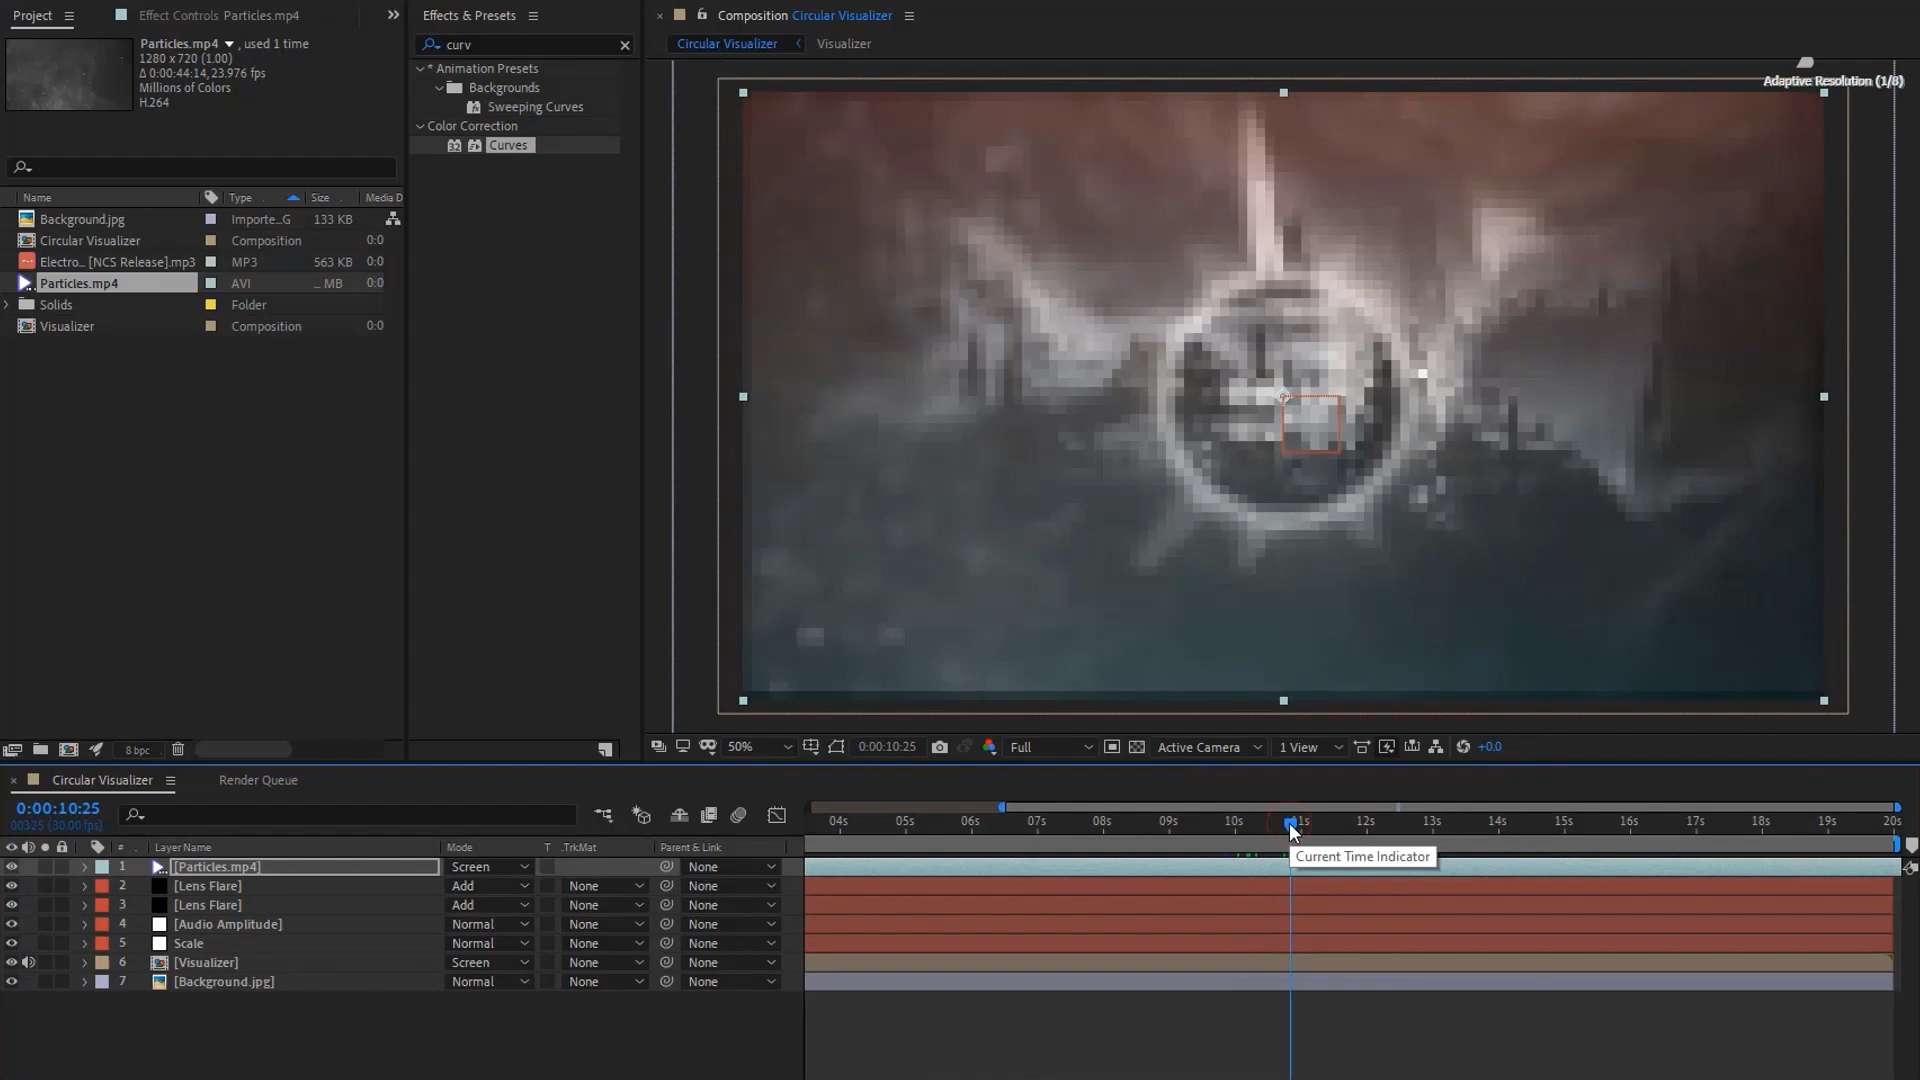 Project
Effect Controls Particles.mp4
Effects & Presets
Composition Circular Visualizer
Particles.mp4, used 1 time
1280 x 720 (1.00)
Δ 0:00:44:14, 23.976 fps
Millions of Colors
H.264
curv
Circular Visualizer
Visualizer
Adaptive Resolution (1/8)
* Animation Presets
Backgrounds
Sweeping Curves
Color Correction
32
Curves
Name Type Size Media D
Background.jpg Importe_G 133 KB
Circular Visualizer Composition 0:0
Electro_ [NCS Release].mp3 MP3 563 KB 0:0
Particles.mp4 AVI _ MB 0:0
Solids Folder
Visualizer Composition 0:0
8 bpc
50%
0:00:10:25
Full
Active Camera
1 View
+0.0
Circular Visualizer
Render Queue
0:00:10:25
00325 (30.00 fps)
04s 05s 06s 07s 08s 09s 10s 11s 12s 13s 14s 15s 16s 17s 18s 19s 20s
# Layer Name Mode T .TrkMat Parent & Link
Current Time Indicator
1 [Particles.mp4] Screen None
2 [Lens Flare] Add None None
3 [Lens Flare] Add None None
4 [Audio Amplitude] Normal None None
5 Scale Normal None None
6 [Visualizer] Screen None None
7 [Background.jpg] Normal None None